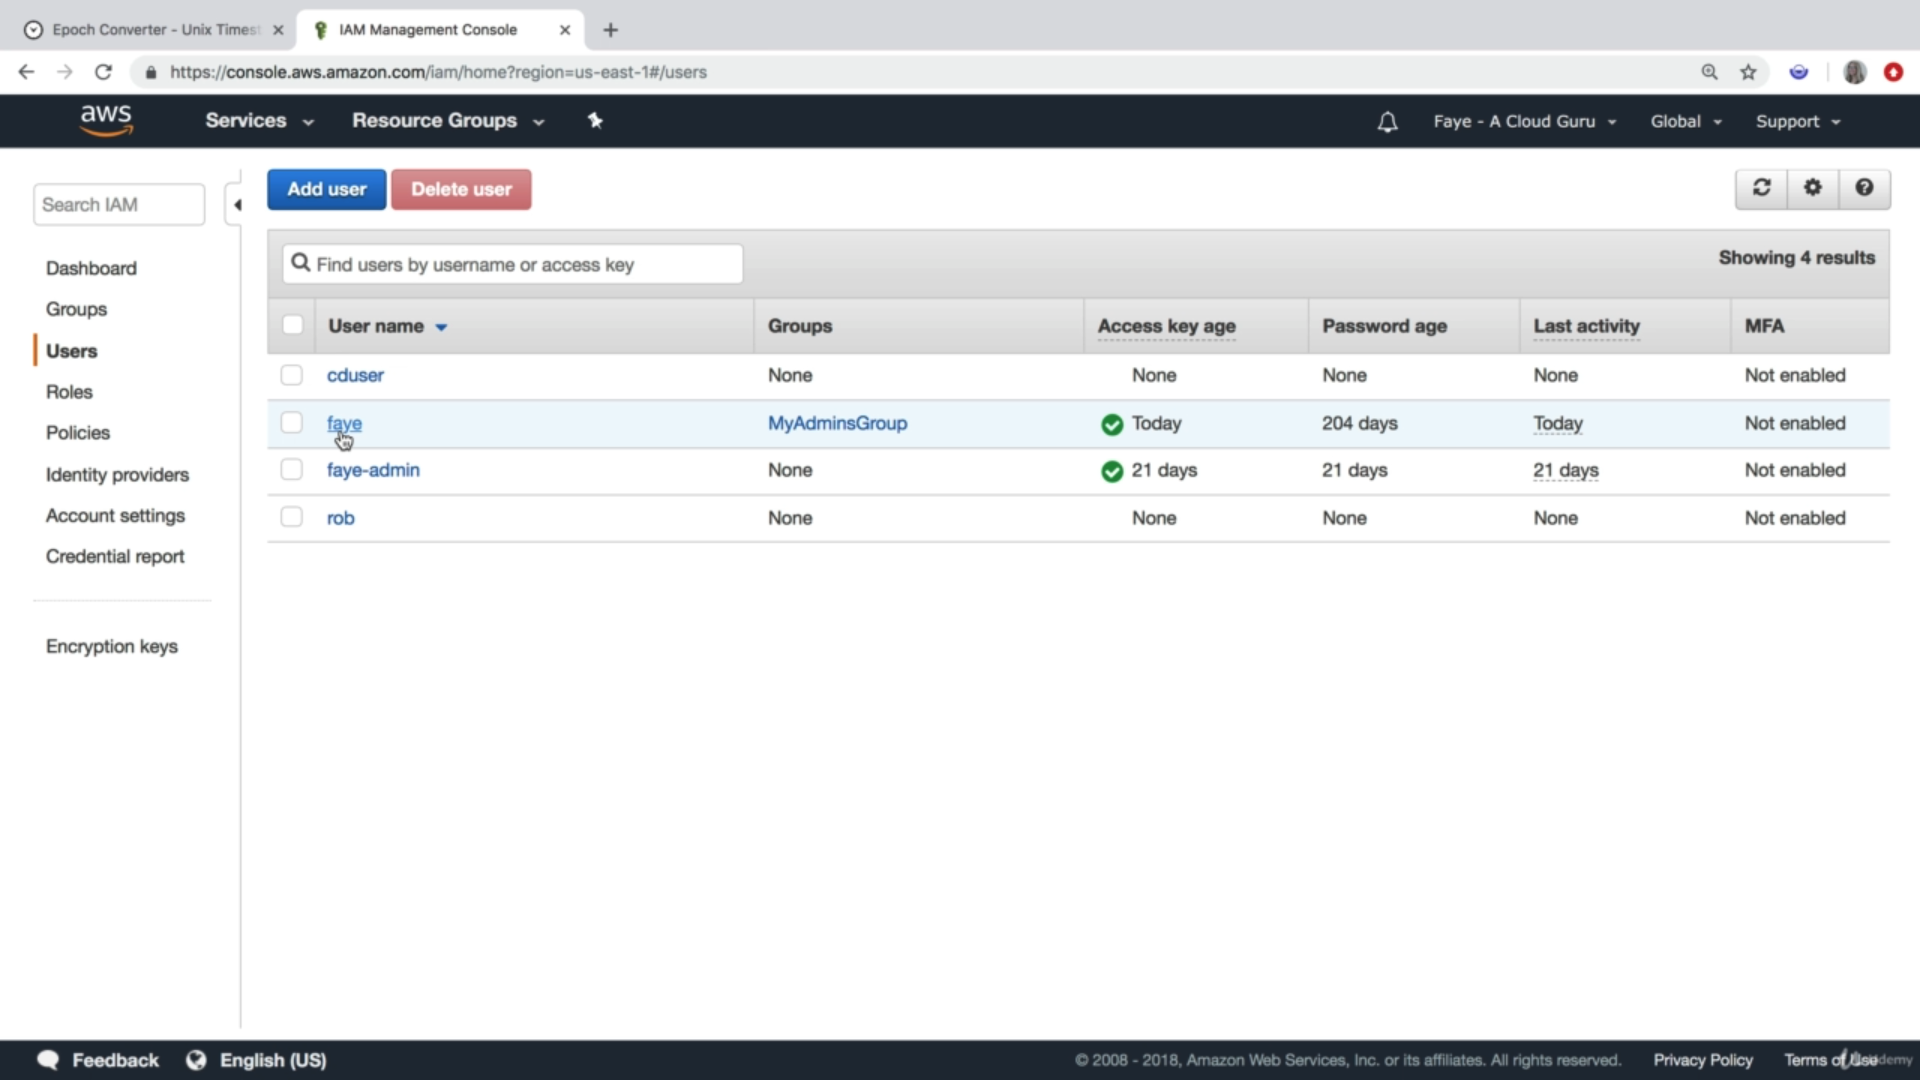 Epoch Converter - Unix Timest
IAM Management Console
https://console.aws.amazon.com/iam/home?region=us-east-1#/users
aws
Services
Resource Groups
Faye - A Cloud Guru
Global
Support
Search IAM
Add user
Delete user
Find users by username or access key
Showing 4 results
Dashboard
Groups
Users
Roles
Policies
Identity providers
Account settings
Credential report
Encryption keys
User name Groups Access key age Password age Last activity MFA
cduser None None None None Not enabled
faye MyAdminsGroup Today 204 days Today Not enabled
faye-admin None 21 days 21 days 21 days Not enabled
rob None None None None Not enabled
Feedback
English (US)
© 2008 - 2018, Amazon Web Services, Inc. or its affiliates. All rights reserved.
Privacy Policy
Terms of Use